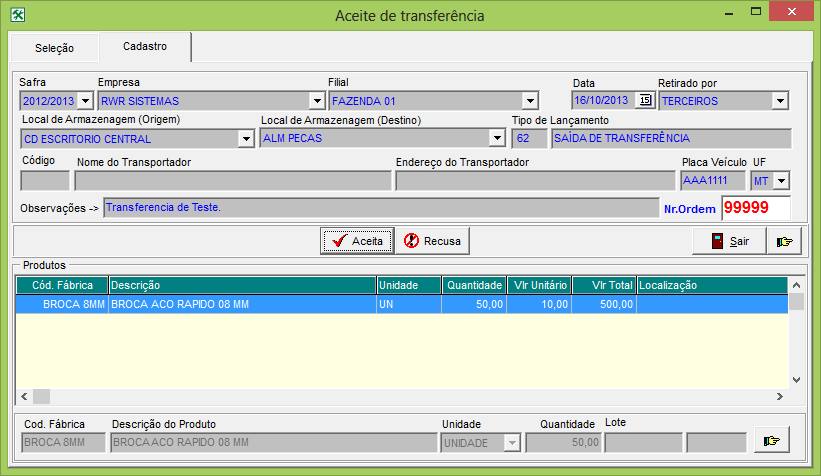 Aceite de transferência
Seleção Cadastro
Safra Empresa Filial Data Retirado por
2012/2013 RWR SISTEMAS FAZENDA 01 16/10/2013 15 TERCEIROS
Local de Armazenagem (Origem) Local de Armazenagem (Destino) Tipo de Lançamento
CD ESCRITORIO CENTRAL ALM PECAS 62 SAÍDA DE TRANSFERÊNCIA
Código Nome do Transportador Endereço do Transportador Placa Veículo UF
AAA1111 MT
Observações -> Transferencia de Teste. Nr.Ordem 99999
Aceita Recusa Sair
Produtos
Cód. Fábrica Descrição Unidade Quantidade Vlr Unitário Vlr Total Localização
BROCA 8MM BROCA ACO RAPIDO 08 MM UN 50,00 10,00 500,00
Cod. Fábrica Descrição do Produto Unidade Quantidade Lote
BROCA 8MM BROCA ACO RAPIDO 08 MM UNIDADE 50,00